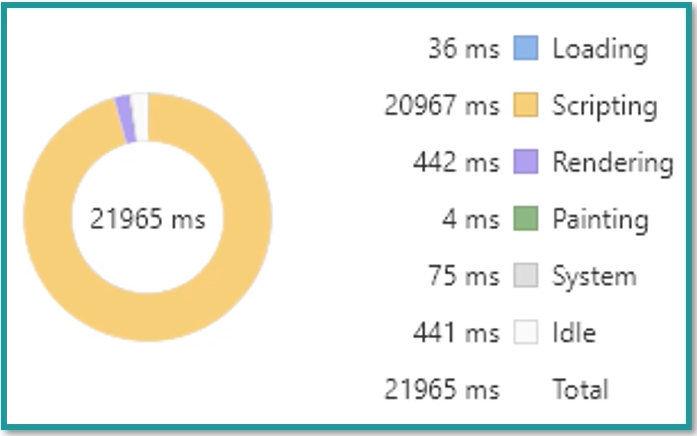 36 ms Loading
20967 ms Scripting
442 ms Rendering
21965 ms
4 ms Painting
75 ms System
441 ms Idle
21965 ms Total